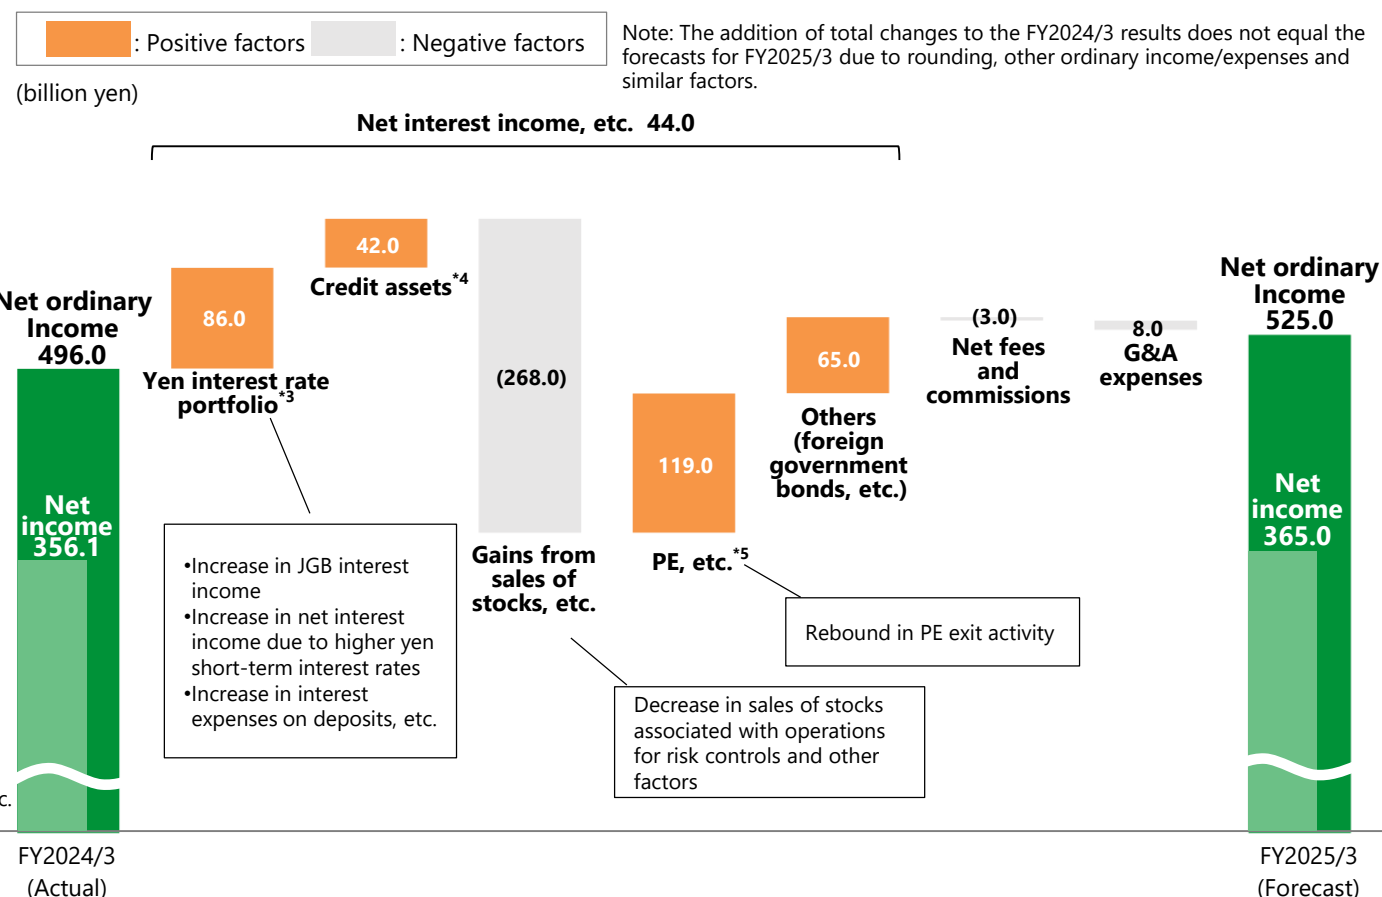 : Positive factors
: Negative factors
Note: The addition of total changes to the FY2024/3 results does not equal the
forecasts for FY2025/3 due to rounding, other ordinary income/expenses and
similar factors.
(billion yen)
Net interest income, etc. 44.0
Net ordinary
Income
496.0
Net
income
356.1
86.0
Yen interest rate
portfolio*3
42.0
Credit assets*4
(268.0)
Gains from
sales of
stocks, etc.
119.0
PE, etc.*5
65.0
Others
(foreign
government
bonds, etc.)
(3.0)
Net fees
and
commissions
8.0
G&A
expenses
Net ordinary
Income
525.0
Net
income
365.0
•Increase in JGB interest
income
•Increase in net interest
income due to higher yen
short-term interest rates
•Increase in interest
expenses on deposits, etc.
Rebound in PE exit activity
Decrease in sales of stocks
associated with operations
for risk controls and other
factors
c.
FY2024/3
(Actual)
FY2025/3
(Forecast)